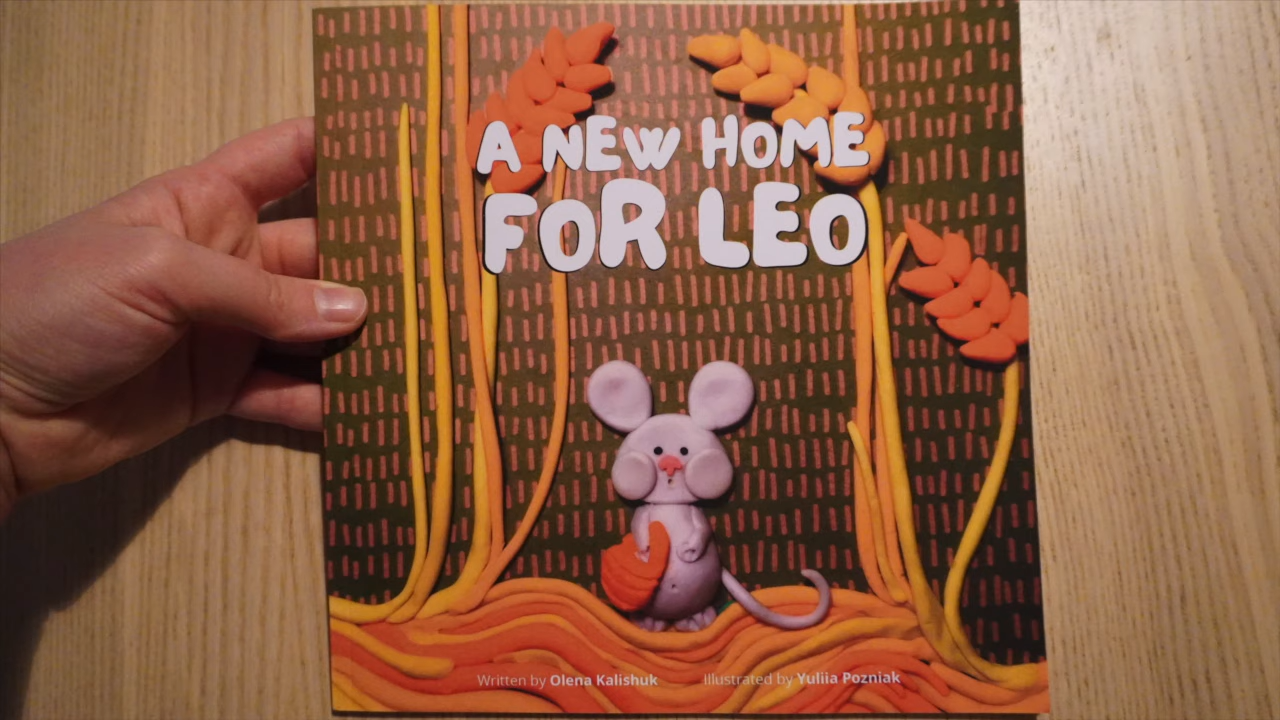 A NEW HOME
FOR LEO
Written by Olena Kalishuk
Illustrated by Yuliia Pozniak